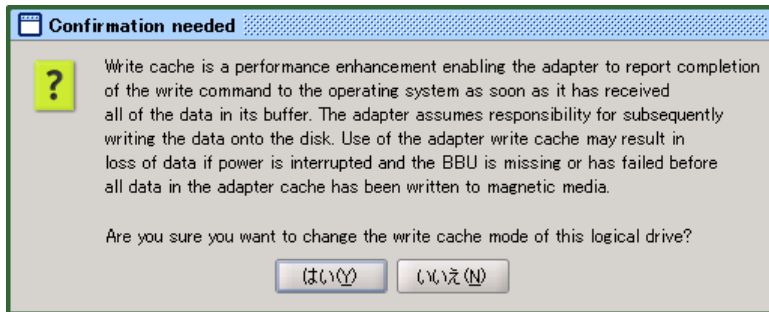 Confirmation needed
Write cache is a performance enhancement enabling the adapter to report completion
of the write command to the operating system as soon as it has received
all of the data in its buffer. The adapter assumes responsibility for subsequently
writing the data onto the disk. Use of the adapter write cache may result in
loss of data if power is interrupted and the BBU is missing or has failed before
all data in the adapter cache has been written to magnetic media.
Are you sure you want to change the write cache mode of this logical drive?
はい(Y) いいえ(N)